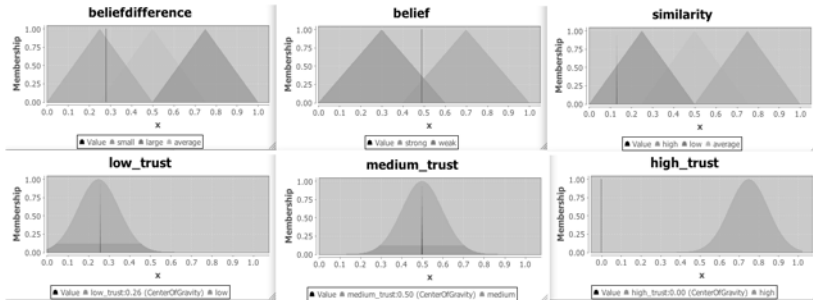 beliefdifference
Membership
1.00
0.75
0.50
0.25
0.00
0.0 0.1 0.2 0.3 0.4 0.5 0.6 0.7 0.8 0.9 1.0
x
Value small large average
belief
Membership
1.00
0.75
0.50
0.25
0.00
0.0 0.1 0.2 0.3 0.4 0.5 0.6 0.7 0.8 0.9 1.0
x
Value strong weak
similarity
Membership
1.00
0.75
0.50
0.25
0.00
0.0 0.1 0.2 0.3 0.4 0.5 0.6 0.7 0.8 0.9 1.0
x
Value high low average
low_trust
Membership
1.00
0.75
0.50
0.25
0.00
0.0 0.1 0.2 0.3 0.4 0.5 0.6 0.7 0.8 0.9 1.0
x
Value low_trust:0.26 (CenterOfGravity) low
medium_trust
Membership
1.00
0.75
0.50
0.25
0.00
0.0 0.1 0.2 0.3 0.4 0.5 0.6 0.7 0.8 0.9 1.0
x
Value medium_trust:0.50 (CenterOfGravity) medium
high_trust
Membership
1.00
0.75
0.50
0.25
0.00
0.0 0.1 0.2 0.3 0.4 0.5 0.6 0.7 0.8 0.9 1.0
x
Value high_trust:0.00 (CenterOfGravity) high